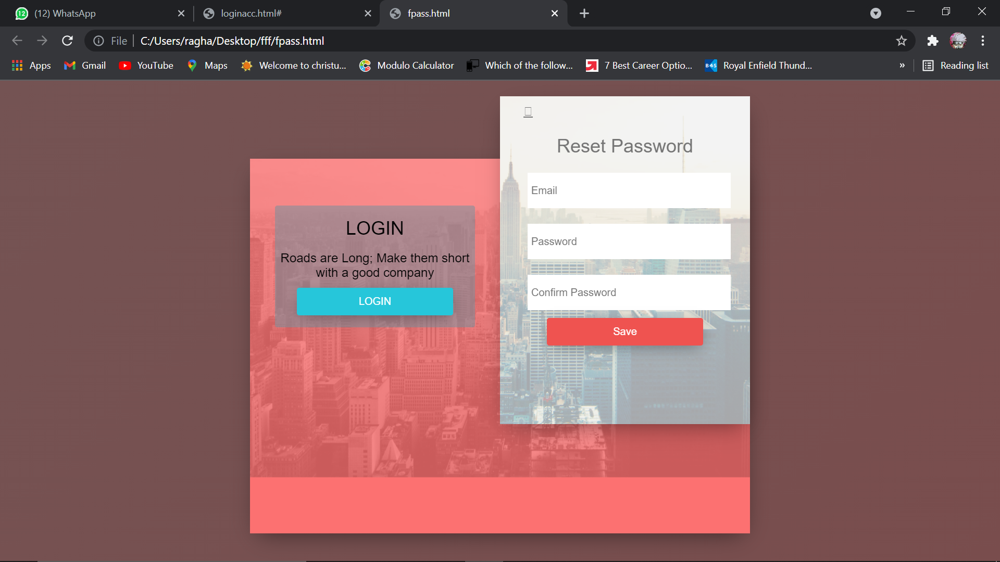 12 (12) WhatsApp
loginacc.html#
fpass.html
File
C:/Users/ragha/Desktop/fff/fpass.html
Apps
Gmail
YouTube
Maps
Welcome to christu...
Modulo Calculator
Which of the follow...
7 Best Career Optio...
B4S Royal Enfield Thund...
»
Reading list
LOGIN
Roads are Long; Make them short
with a good company
LOGIN
Reset Password
Email
Password
Confirm Password
Save